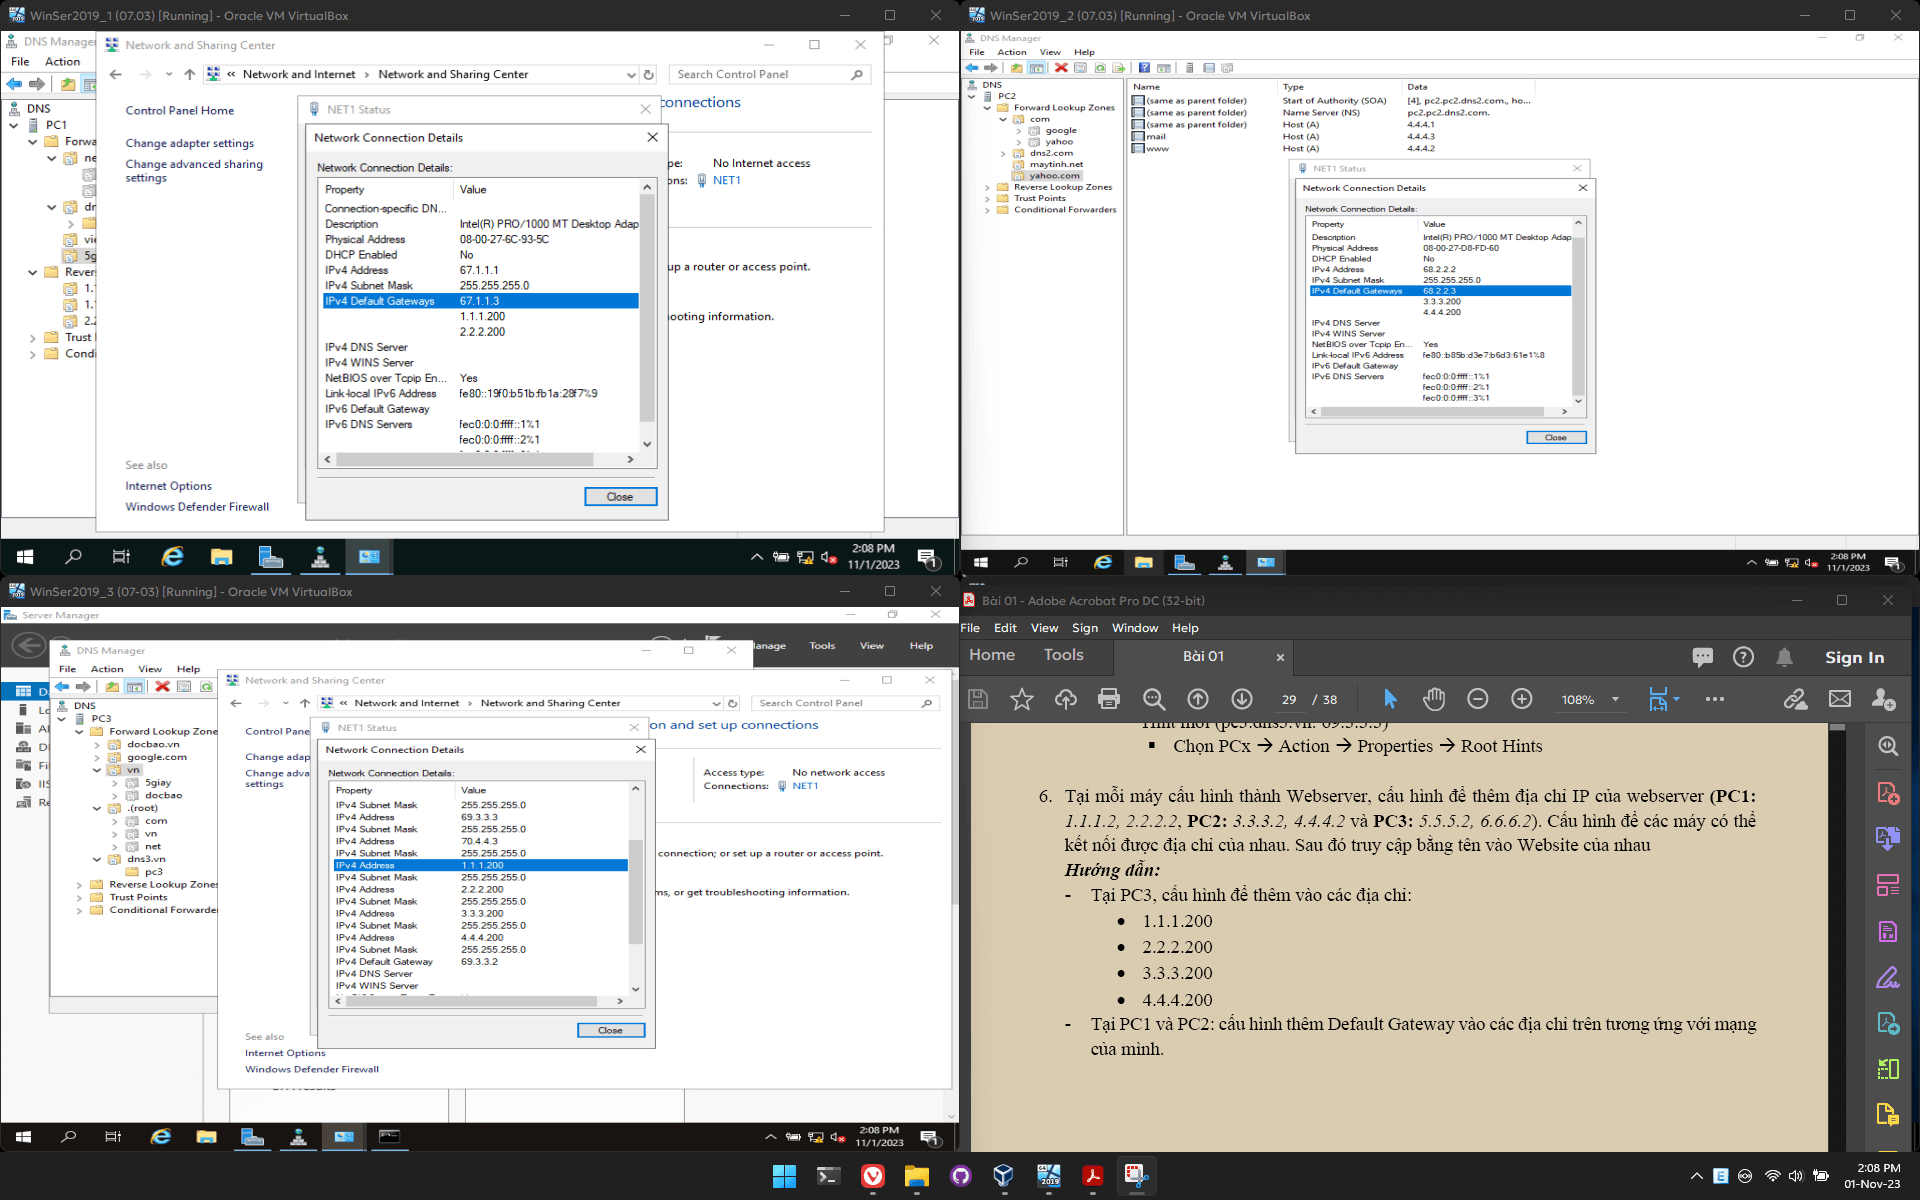 WinSer2019_1 (07.03) [Running] - Oracle VM VirtualBox
DNS Manager
Network and Sharing Center
File Action
« Network and Internet › Network and Sharing Center
Search Control Panel
DNS
PC1
Forwa
ne
dn
vie
5g
Rever
1.
1.
2.2
Trust
Condi
Control Panel Home
Change adapter settings
Change advanced sharing
settings
See also
Internet Options
Windows Defender Firewall
connections
pe: No Internet access
ons: NET1
up a router or access point.
ooting information.
NET1 Status
Network Connection Details
Network Connection Details:
Property Value
Connection-specific DN...
Description Intel(R) PRO/1000 MT Desktop Adap
Physical Address 08-00-27-6C-93-5C
DHCP Enabled No
IPv4 Address 67.1.1.1
IPv4 Subnet Mask 255.255.255.0
IPv4 Default Gateways 67.1.1.3
1.1.1.200
2.2.2.200
IPv4 DNS Server
IPv4 WINS Server
NetBIOS over Tcpip En... Yes
Link-local IPv6 Address fe80::19f0:b51b:fb1a:28f7%9
IPv6 Default Gateway
IPv6 DNS Servers fec0:0:0:ffff::1%1
fec0:0:0:ffff::2%1
Close
2:08 PM
11/1/2023
WinSer2019_2 (07.03) [Running] - Oracle VM VirtualBox
DNS Manager
File Action View Help
DNS
PC2
Forward Lookup Zones
com
google
yahoo
dns2.com
maytinh.net
yahoo.com
Reverse Lookup Zones
Trust Points
Conditional Forwarders
Name Type Data
(same as parent folder) Start of Authority (SOA) [4], pc2.pc2.dns2.com., ho...
(same as parent folder) Name Server (NS) pc2.pc2.dns2.com.
(same as parent folder) Host (A) 4.4.4.1
mail Host (A) 4.4.4.3
www Host (A) 4.4.4.2
NET1 Status
Network Connection Details
Network Connection Details:
Property Value
Description Intel(R) PRO/1000 MT Desktop Adap
Physical Address 08-00-27-D8-FD-60
DHCP Enabled No
IPv4 Address 68.2.2.2
IPv4 Subnet Mask 255.255.255.0
IPv4 Default Gateways 68.2.2.3
3.3.3.200
4.4.4.200
IPv4 DNS Server
IPv4 WINS Server
NetBIOS over Tcpip En... Yes
Link-local IPv6 Address fe80::b85b:d3e7:b6d3:61e1%8
IPv6 Default Gateway
IPv6 DNS Servers fec0:0:0:ffff::1%1
fec0:0:0:ffff::2%1
fec0:0:0:ffff::3%1
Close
2:08 PM
11/1/2023
WinSer2019_3 (07-03) [Running] - Oracle VM VirtualBox
Server Manager
anage Tools View Help
DNS Manager
File Action View Help
DNS
PC3
Forward Lookup Zone
docbao.vn
google.com
vn
5giay
docbao
.(root)
com
vn
net
dns3.vn
pc3
Reverse Lookup Zones
Trust Points
Conditional Forwarder
Network and Sharing Center
« Network and Internet › Network and Sharing Center
Search Control Panel
Control Pane
Change adap
Change adva
settings
on and set up connections
Access type: No network access
Connections: NET1
connection; or set up a router or access point.
ms, or get troubleshooting information.
NET1 Status
Network Connection Details
Network Connection Details:
Property Value
IPv4 Subnet Mask 255.255.255.0
IPv4 Address 69.3.3.3
IPv4 Subnet Mask 255.255.255.0
IPv4 Address 70.4.4.3
IPv4 Subnet Mask 255.255.255.0
IPv4 Address 1.1.1.200
IPv4 Subnet Mask 255.255.255.0
IPv4 Address 2.2.2.200
IPv4 Subnet Mask 255.255.255.0
IPv4 Address 3.3.3.200
IPv4 Subnet Mask 255.255.255.0
IPv4 Address 4.4.4.200
IPv4 Subnet Mask 255.255.255.0
IPv4 Default Gateway 69.3.3.2
IPv4 DNS Server
IPv4 WINS Server
Close
See also
Internet Options
Windows Defender Firewall
2:08 PM
11/1/2023
Bài 01 - Adobe Acrobat Pro DC (32-bit)
File Edit View Sign Window Help
Home Tools Bài 01 × Sign In
29 / 38 108%
▪ Chọn PCx → Action → Properties → Root Hints
6. Tại mỗi máy cấu hình thành Webserver, cấu hình để thêm địa chỉ IP của webserver (PC1:
1.1.1.2, 2.2.2.2, PC2: 3.3.3.2, 4.4.4.2 và PC3: 5.5.5.2, 6.6.6.2). Cấu hình để các máy có thể
kết nối được địa chỉ của nhau. Sau đó truy cập bằng tên vào Website của nhau
Hướng dẫn:
- Tại PC3, cấu hình để thêm vào các địa chỉ:
• 1.1.1.200
• 2.2.2.200
• 3.3.3.200
• 4.4.4.200
- Tại PC1 và PC2: cấu hình thêm Default Gateway vào các địa chỉ trên tương ứng với mạng
của mình.
2:08 PM
01-Nov-23